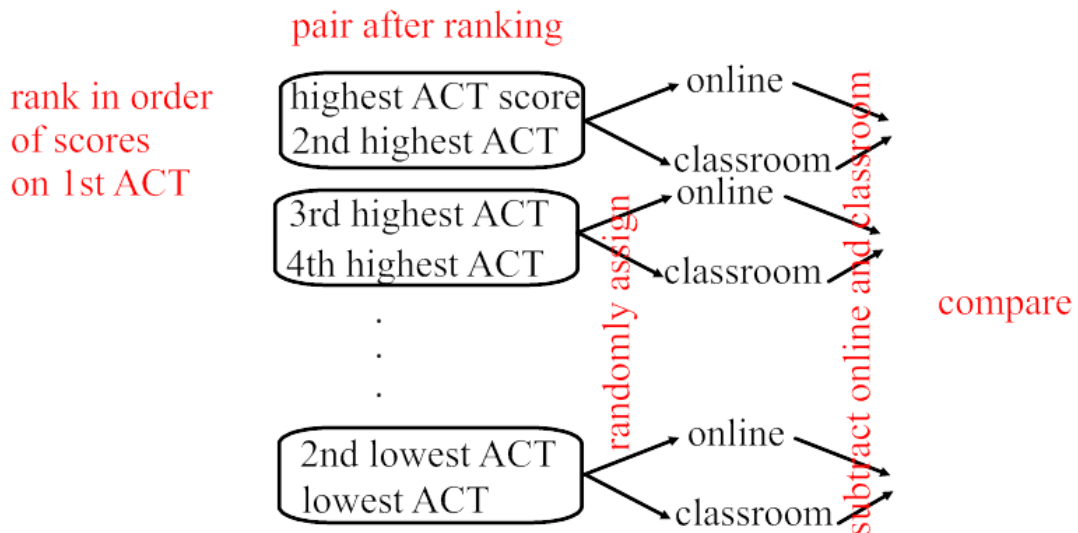 pair after ranking
rank in order
of scores
on 1st ACT
highest ACT score
2nd highest ACT
online
classroom
3rd highest ACT
4th highest ACT
online
classroom
.
.
.
2nd lowest ACT
lowest ACT
online
classroom
randomly assign
subtract online and classroom
compare